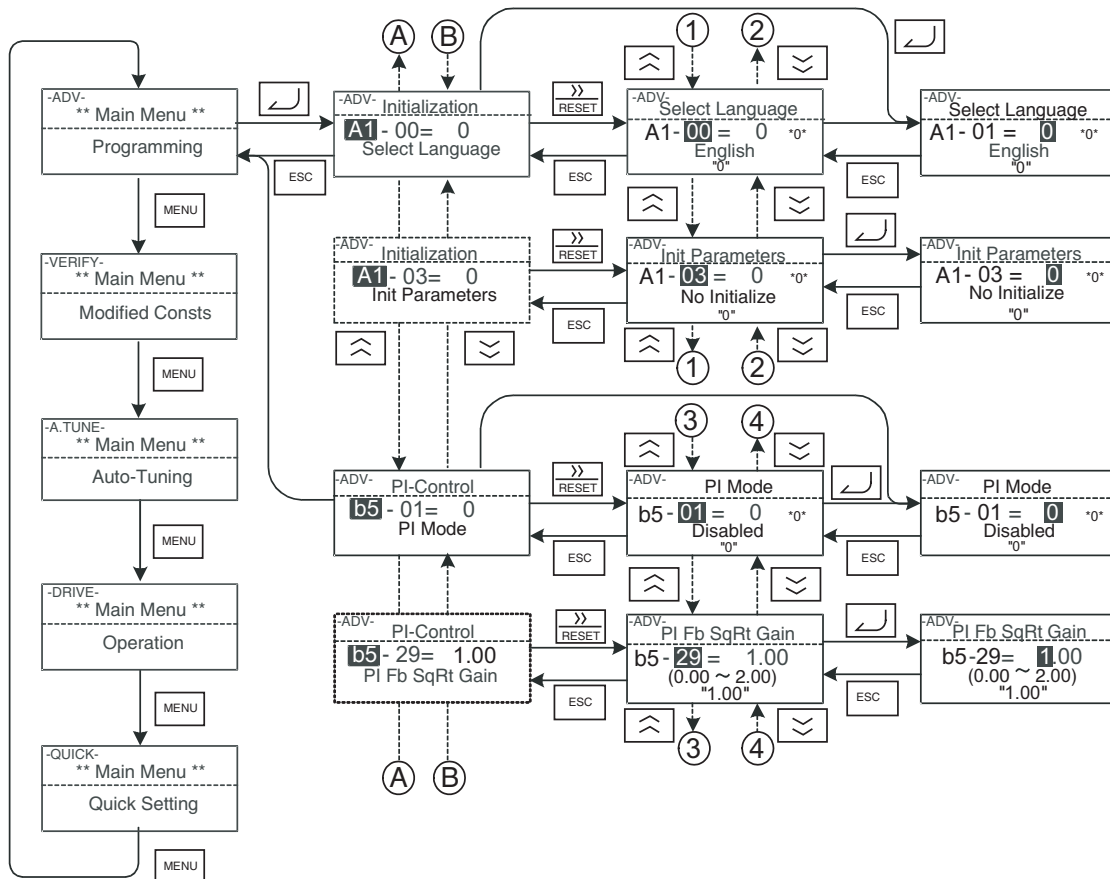 -ADV-
** Main Menu **
Programming
MENU
-VERIFY-
** Main Menu **
Modified Consts
MENU
-A.TUNE-
** Main Menu **
Auto-Tuning
MENU
-DRIVE-
** Main Menu **
Operation
MENU
-QUICK-
** Main Menu **
Quick Setting
MENU
A
B
-ADV-
Initialization
A1 - 00= 0
Select Language
ESC
-ADV-
Initialization
A1 - 03= 0
Init Parameters
-ADV-
PI-Control
b5 - 01= 0
PI Mode
-ADV-
PI-Control
b5 - 29= 1.00
PI Fb SqRt Gain
A
B
RESET
ESC
RESET
ESC
RESET
ESC
RESET
ESC
1
2
-ADV-
Select Language
A1- 00 = 0 *0*
English
"0"
-ADV-
Init Parameters
A1- 03 = 0 *0*
No Initialize
"0"
1
2
3
4
-ADV-
PI Mode
b5 - 01 = 0 *0*
Disabled
"0"
-ADV-
PI Fb SqRt Gain
b5 - 29 = 1.00
(0.00 ~ 2.00)
"1.00"
3
4
ESC
ESC
ESC
ESC
-ADV-
Select Language
A1- 01 = 0 *0*
English
"0"
-ADV-
Init Parameters
A1- 03 = 0 *0*
No Initialize
"0"
-ADV-
PI Mode
b5 - 01 = 0 *0*
Disabled
"0"
-ADV-
PI Fb SqRt Gain
b5-29= 1.00
(0.00 ~ 2.00)
"1.00"